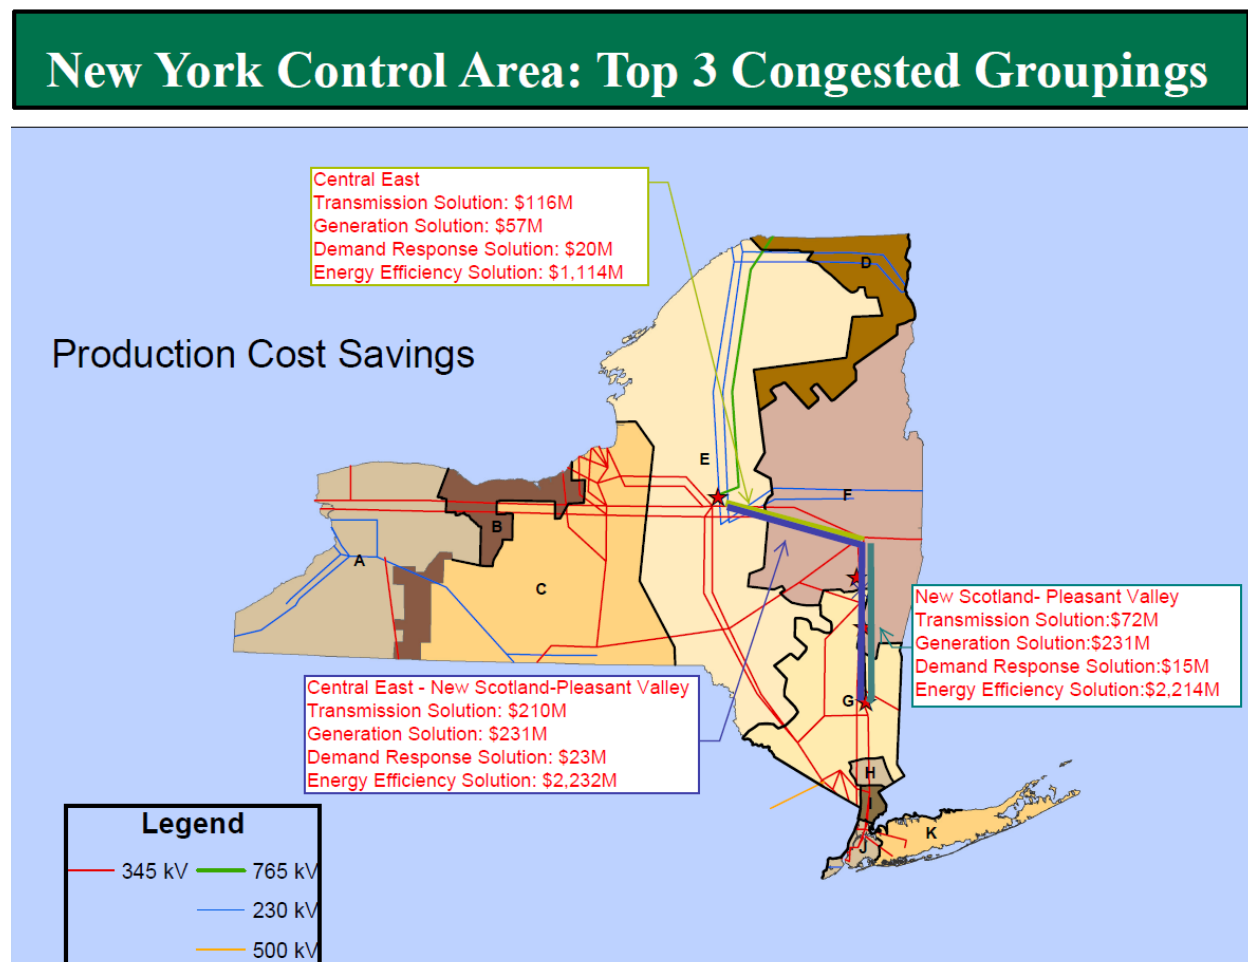 New York Control Area: Top 3 Congested Groupings
Central East
Transmission Solution: $116M
Generation Solution: $57M
Demand Response Solution: $20M
Energy Efficiency Solution: $1,114M
Production Cost Savings
D
E
F
B
A
C
New Scotland- Pleasant Valley
Transmission Solution:$72M
Generation Solution:$231M
Demand Response Solution:$15M
Energy Efficiency Solution:$2,214M
Central East - New Scotland-Pleasant Valley
Transmission Solution: $210M
Generation Solution: $231M
Demand Response Solution: $23M
Energy Efficiency Solution: $2,232M
G
H
I
K
J
Legend
345 kV 765 kV
230 kV
500 kV